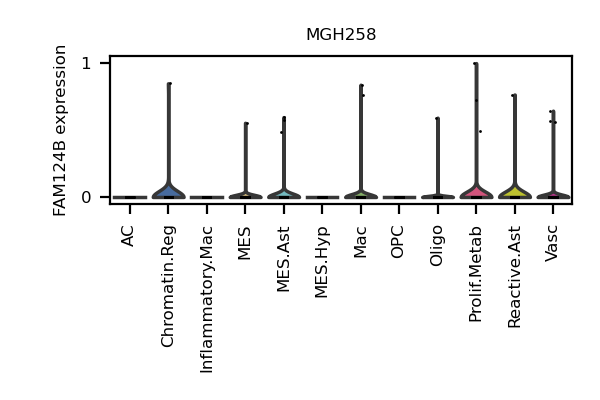 MGH258
FAM124B expression
1
0
AC
Chromatin.Reg
Inflammatory.Mac
MES
MES.Ast
MES.Hyp
Mac
OPC
Oligo
Prolif.Metab
Reactive.Ast
Vasc